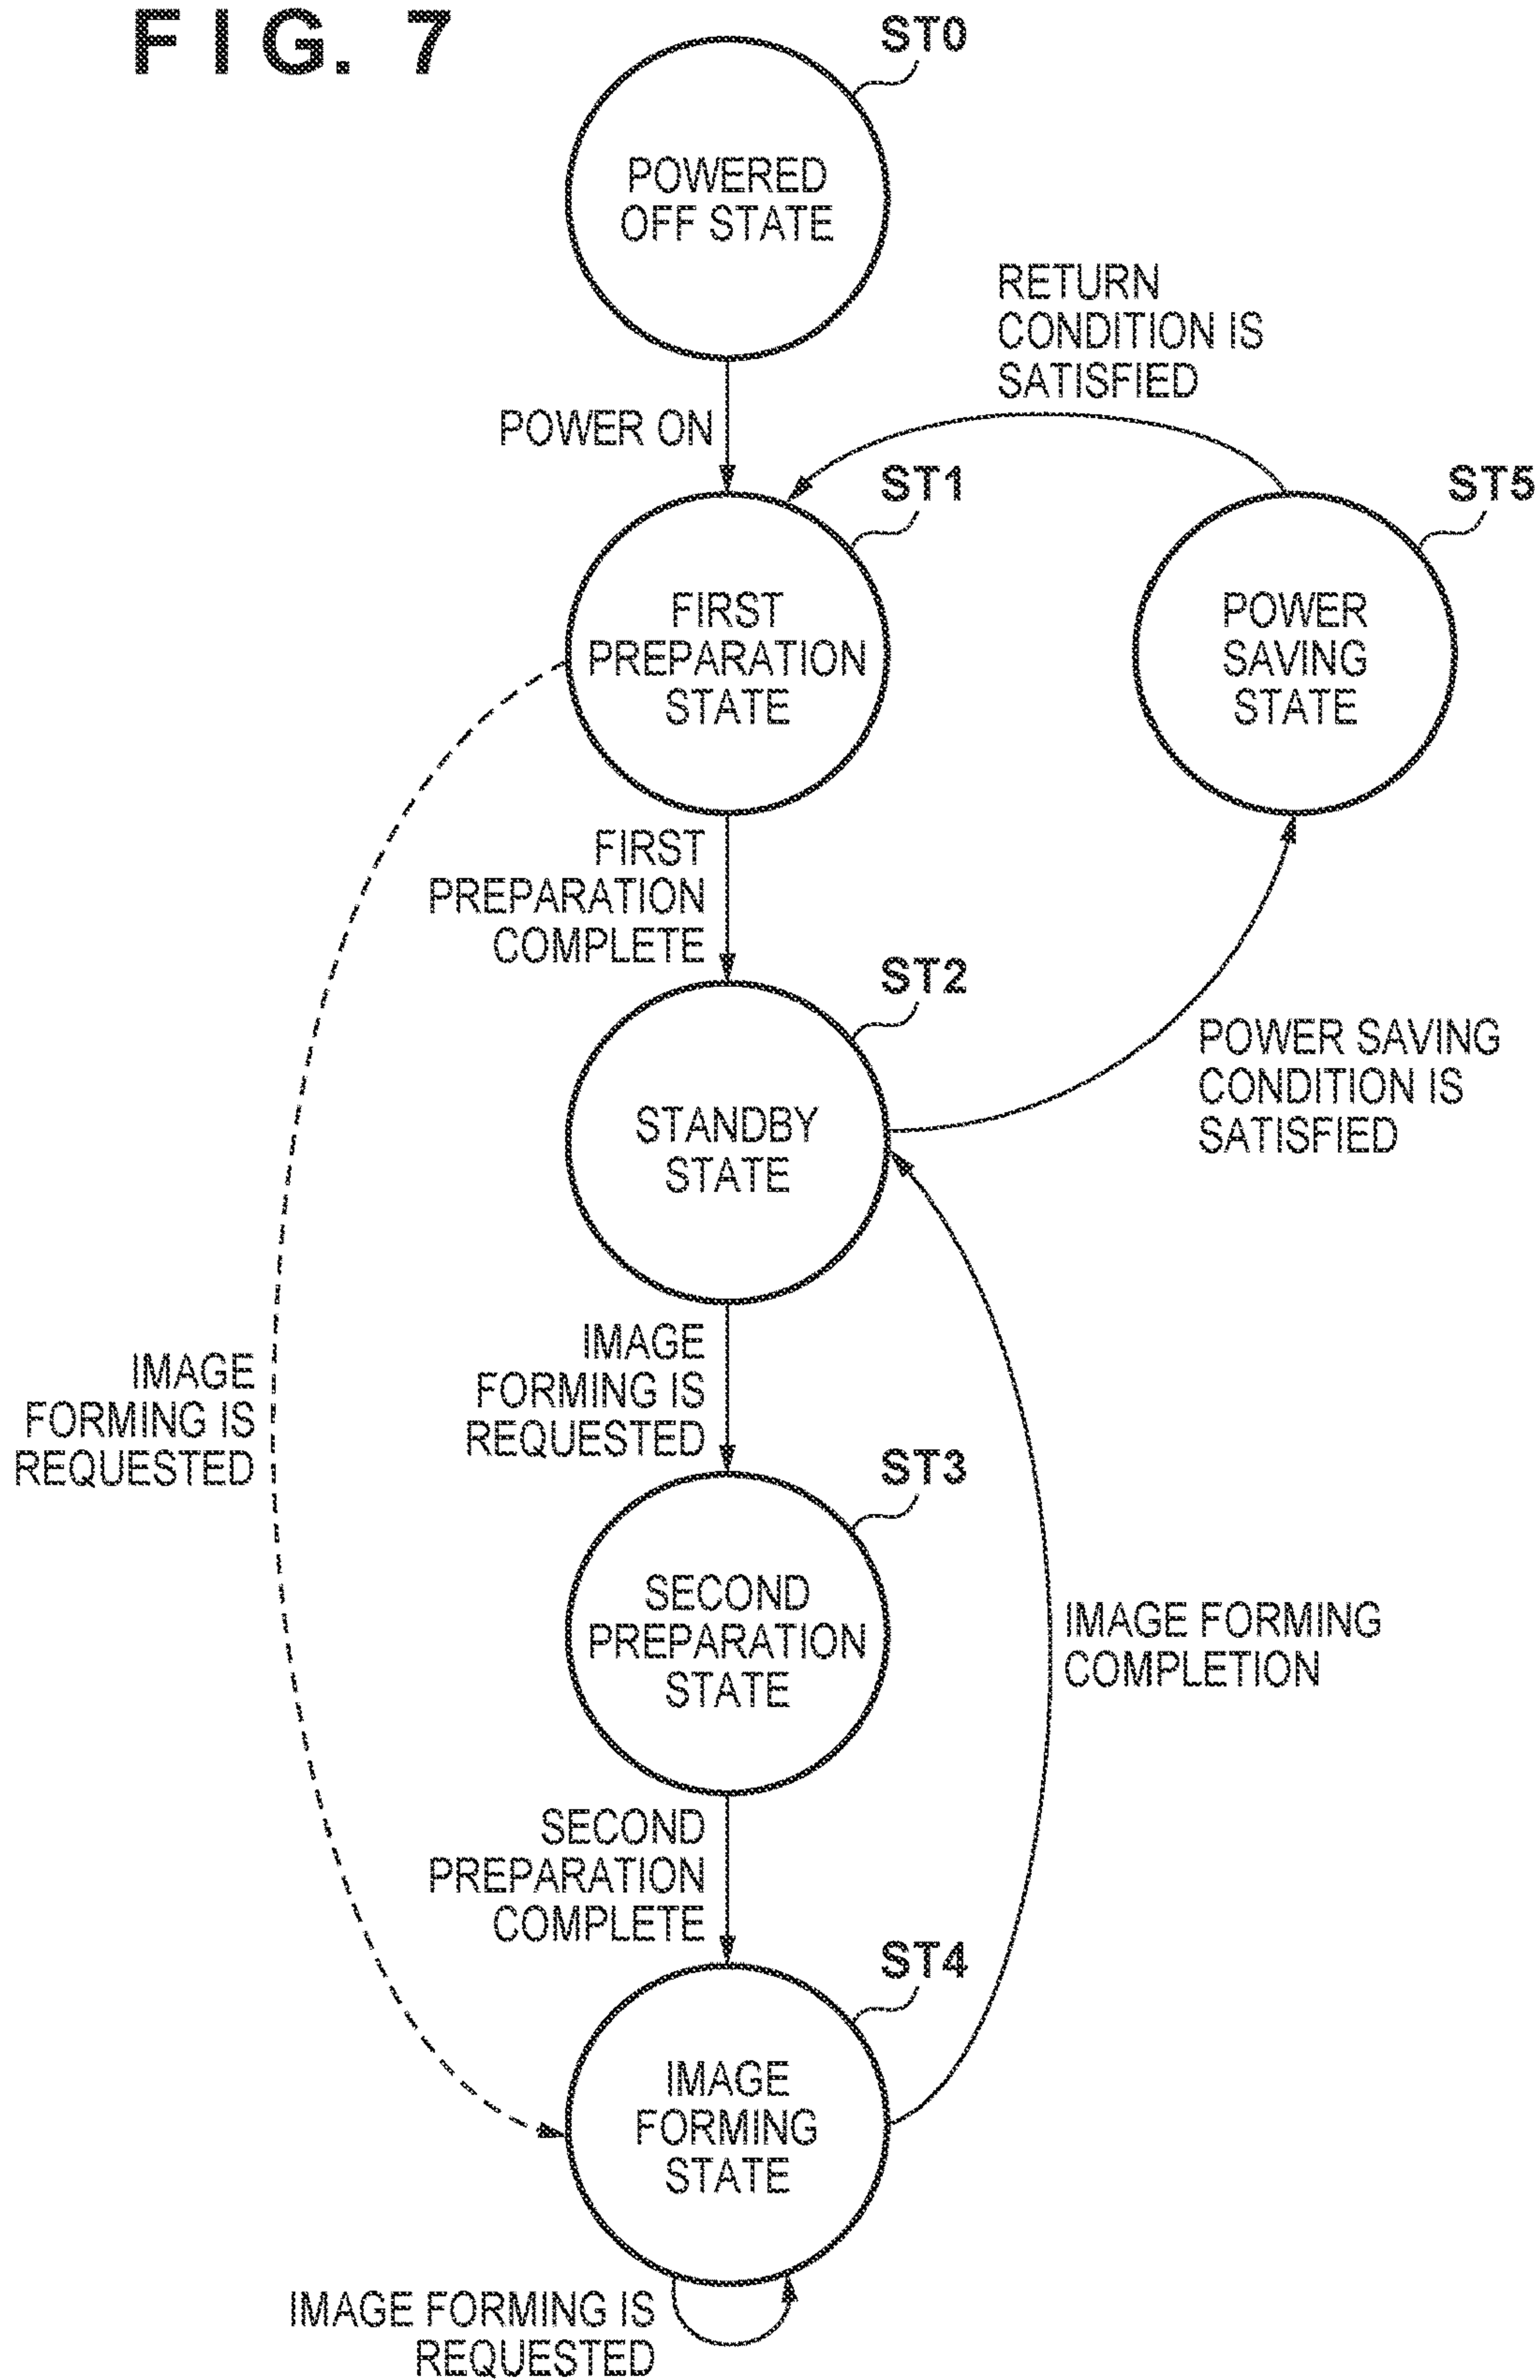 FIG. 7
ST0
POWERED
OFF STATE
RETURN
CONDITION IS
SATISFIED
POWER ON
ST1
ST5
FIRST
PREPARATION
STATE
POWER
SAVING
STATE
FIRST
PREPARATION
COMPLETE
ST2
POWER SAVING
CONDITION IS
SATISFIED
STANDBY
STATE
IMAGE
FORMING IS
REQUESTED
IMAGE
FORMING IS
REQUESTED
ST3
SECOND
PREPARATION
STATE
IMAGE FORMING
COMPLETION
SECOND
PREPARATION
COMPLETE
ST4
IMAGE
FORMING
STATE
IMAGE FORMING IS
REQUESTED